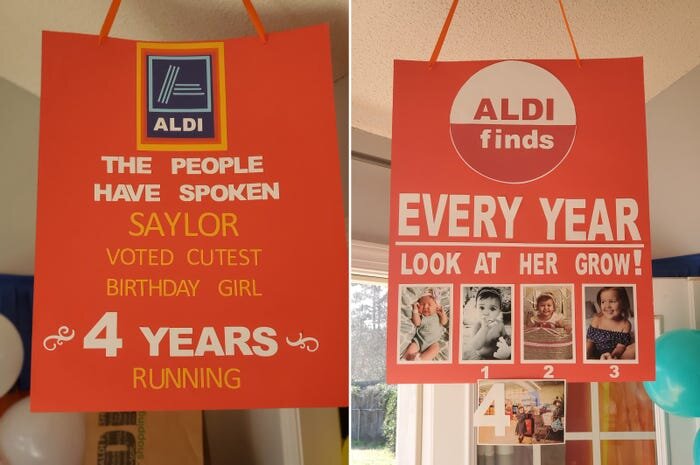 ALDI
THE PEOPLE
HAVE SPOKEN
SAYLOR
VOTED CUTEST
BIRTHDAY GIRL
4 YEARS
RUNNING
ALDI
finds
EVERY YEAR
LOOK AT HER GROW!
1 2 3
4